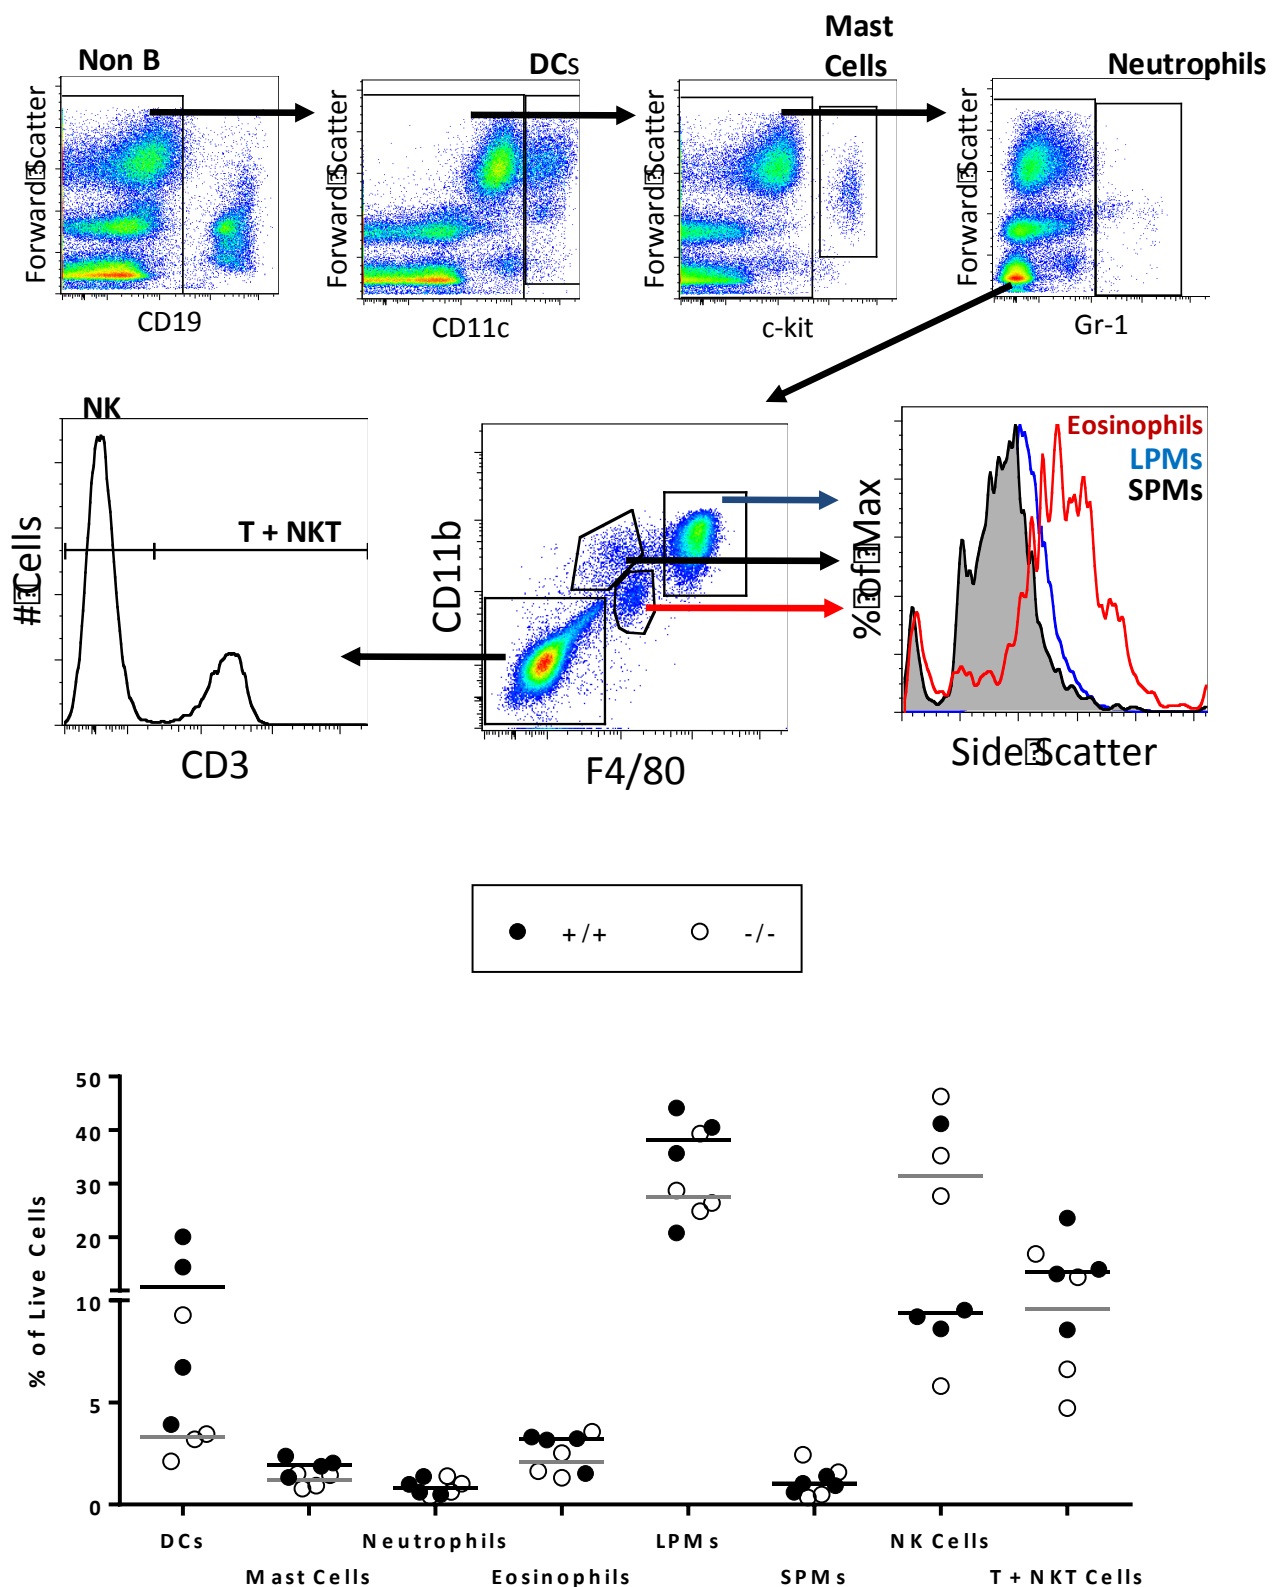 Non B
DCs
Mast
Cells
Neutrophils
Forward Scatter
Forward Scatter
Forward Scatter
Forward Scatter
CD19
CD11c
c-kit
Gr-1
NK
T + NKT
# Cells
CD3
CD11b
F4/80
Eosinophils
LPMs
SPMs
% of Max
Side Scatter
+/+
-/-
% of Live Cells
50
40
30
20
10
5
0
DCs
Mast Cells
Neutrophils
Eosinophils
LPMs
SPMs
NK Cells
T + NKT Cells